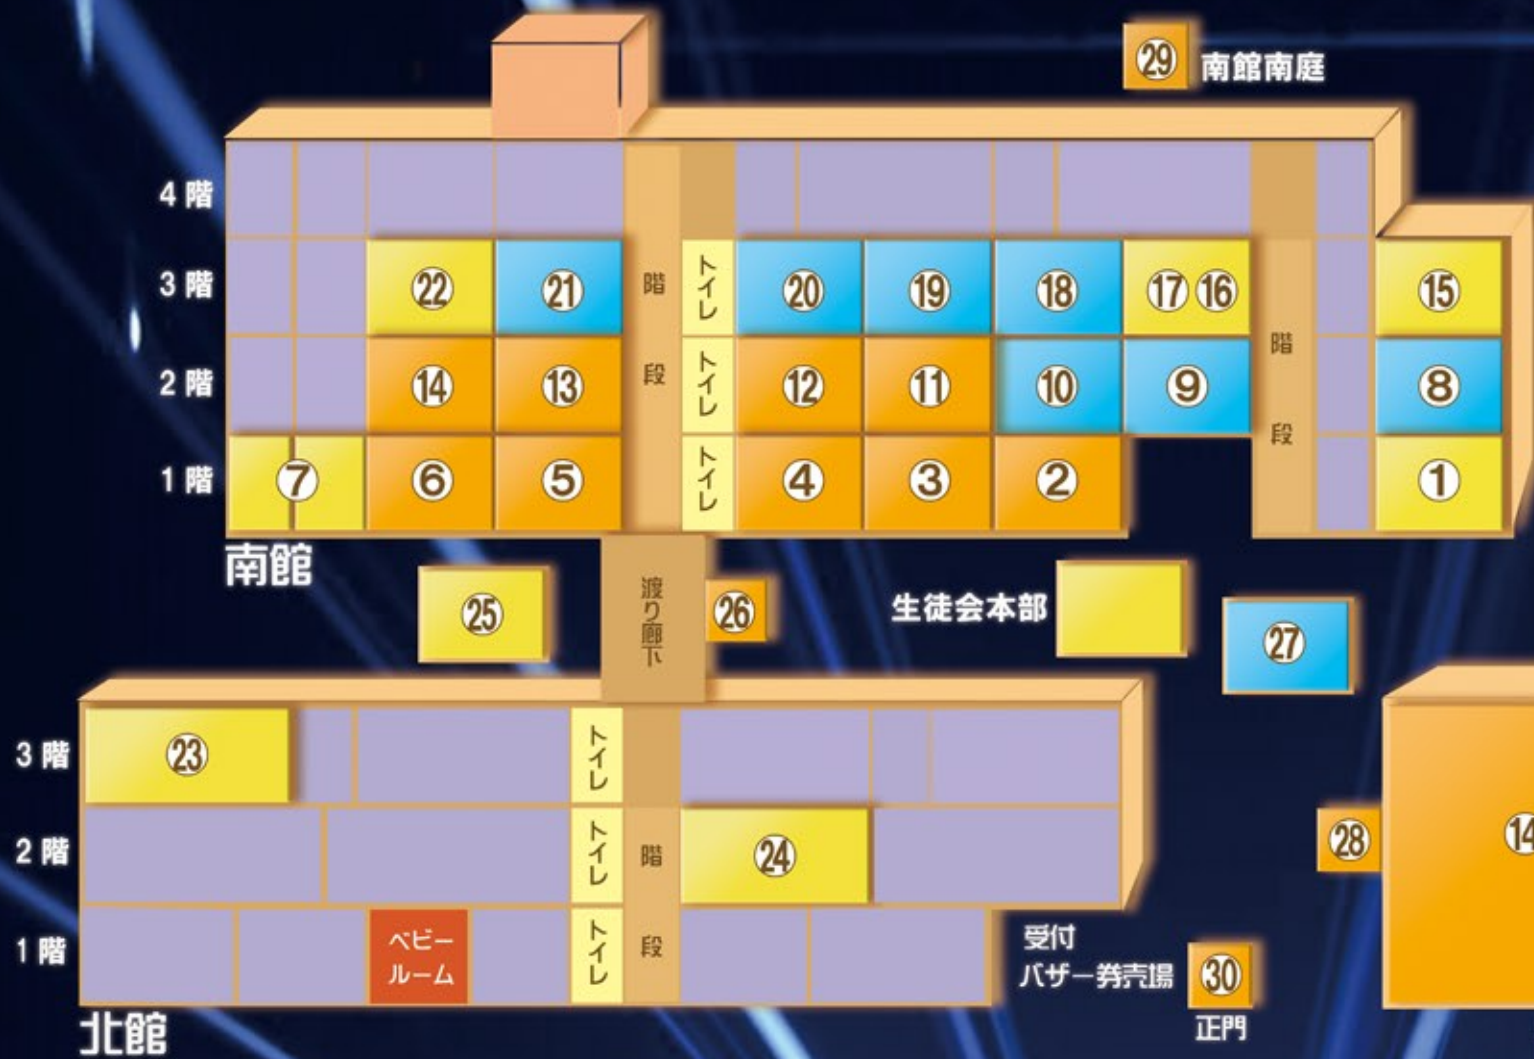 ㉙ 南館南庭
4階
3階 ㉒ ㉑ 階 トイレ ⑳ ⑲ ⑱ ⑰ ⑯ ⑮
2階 ⑭ ⑬ 段 トイレ ⑫ ⑪ ⑩ ⑨ 階 ⑧
1階 ⑦ ⑥ ⑤ トイレ ④ ③ ② 段 ①
南館
㉕ 渡り廊下 ㉖ 生徒会本部 ㉗
3階 ㉓ トイレ
2階 トイレ 階 ㉔ ㉘ ⑭
1階 ベビー トイレ 段 受付
ルーム バザー券売場 ㉚
正門
北館